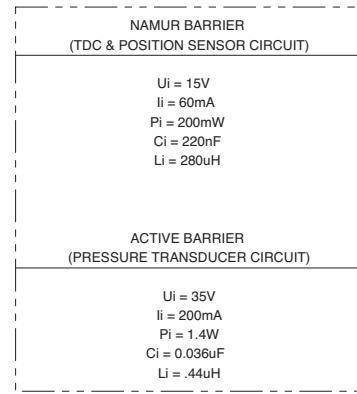 NAMUR BARRIER
(TDC & POSITION SENSOR CIRCUIT)
Ui = 15V
Ii = 60mA
Pi = 200mW
Ci = 220nF
Li = 280uH
ACTIVE BARRIER
(PRESSURE TRANSDUCER CIRCUIT)
Ui = 35V
Ii = 200mA
Pi = 1.4W
Ci = 0.036uF
Li = .44uH